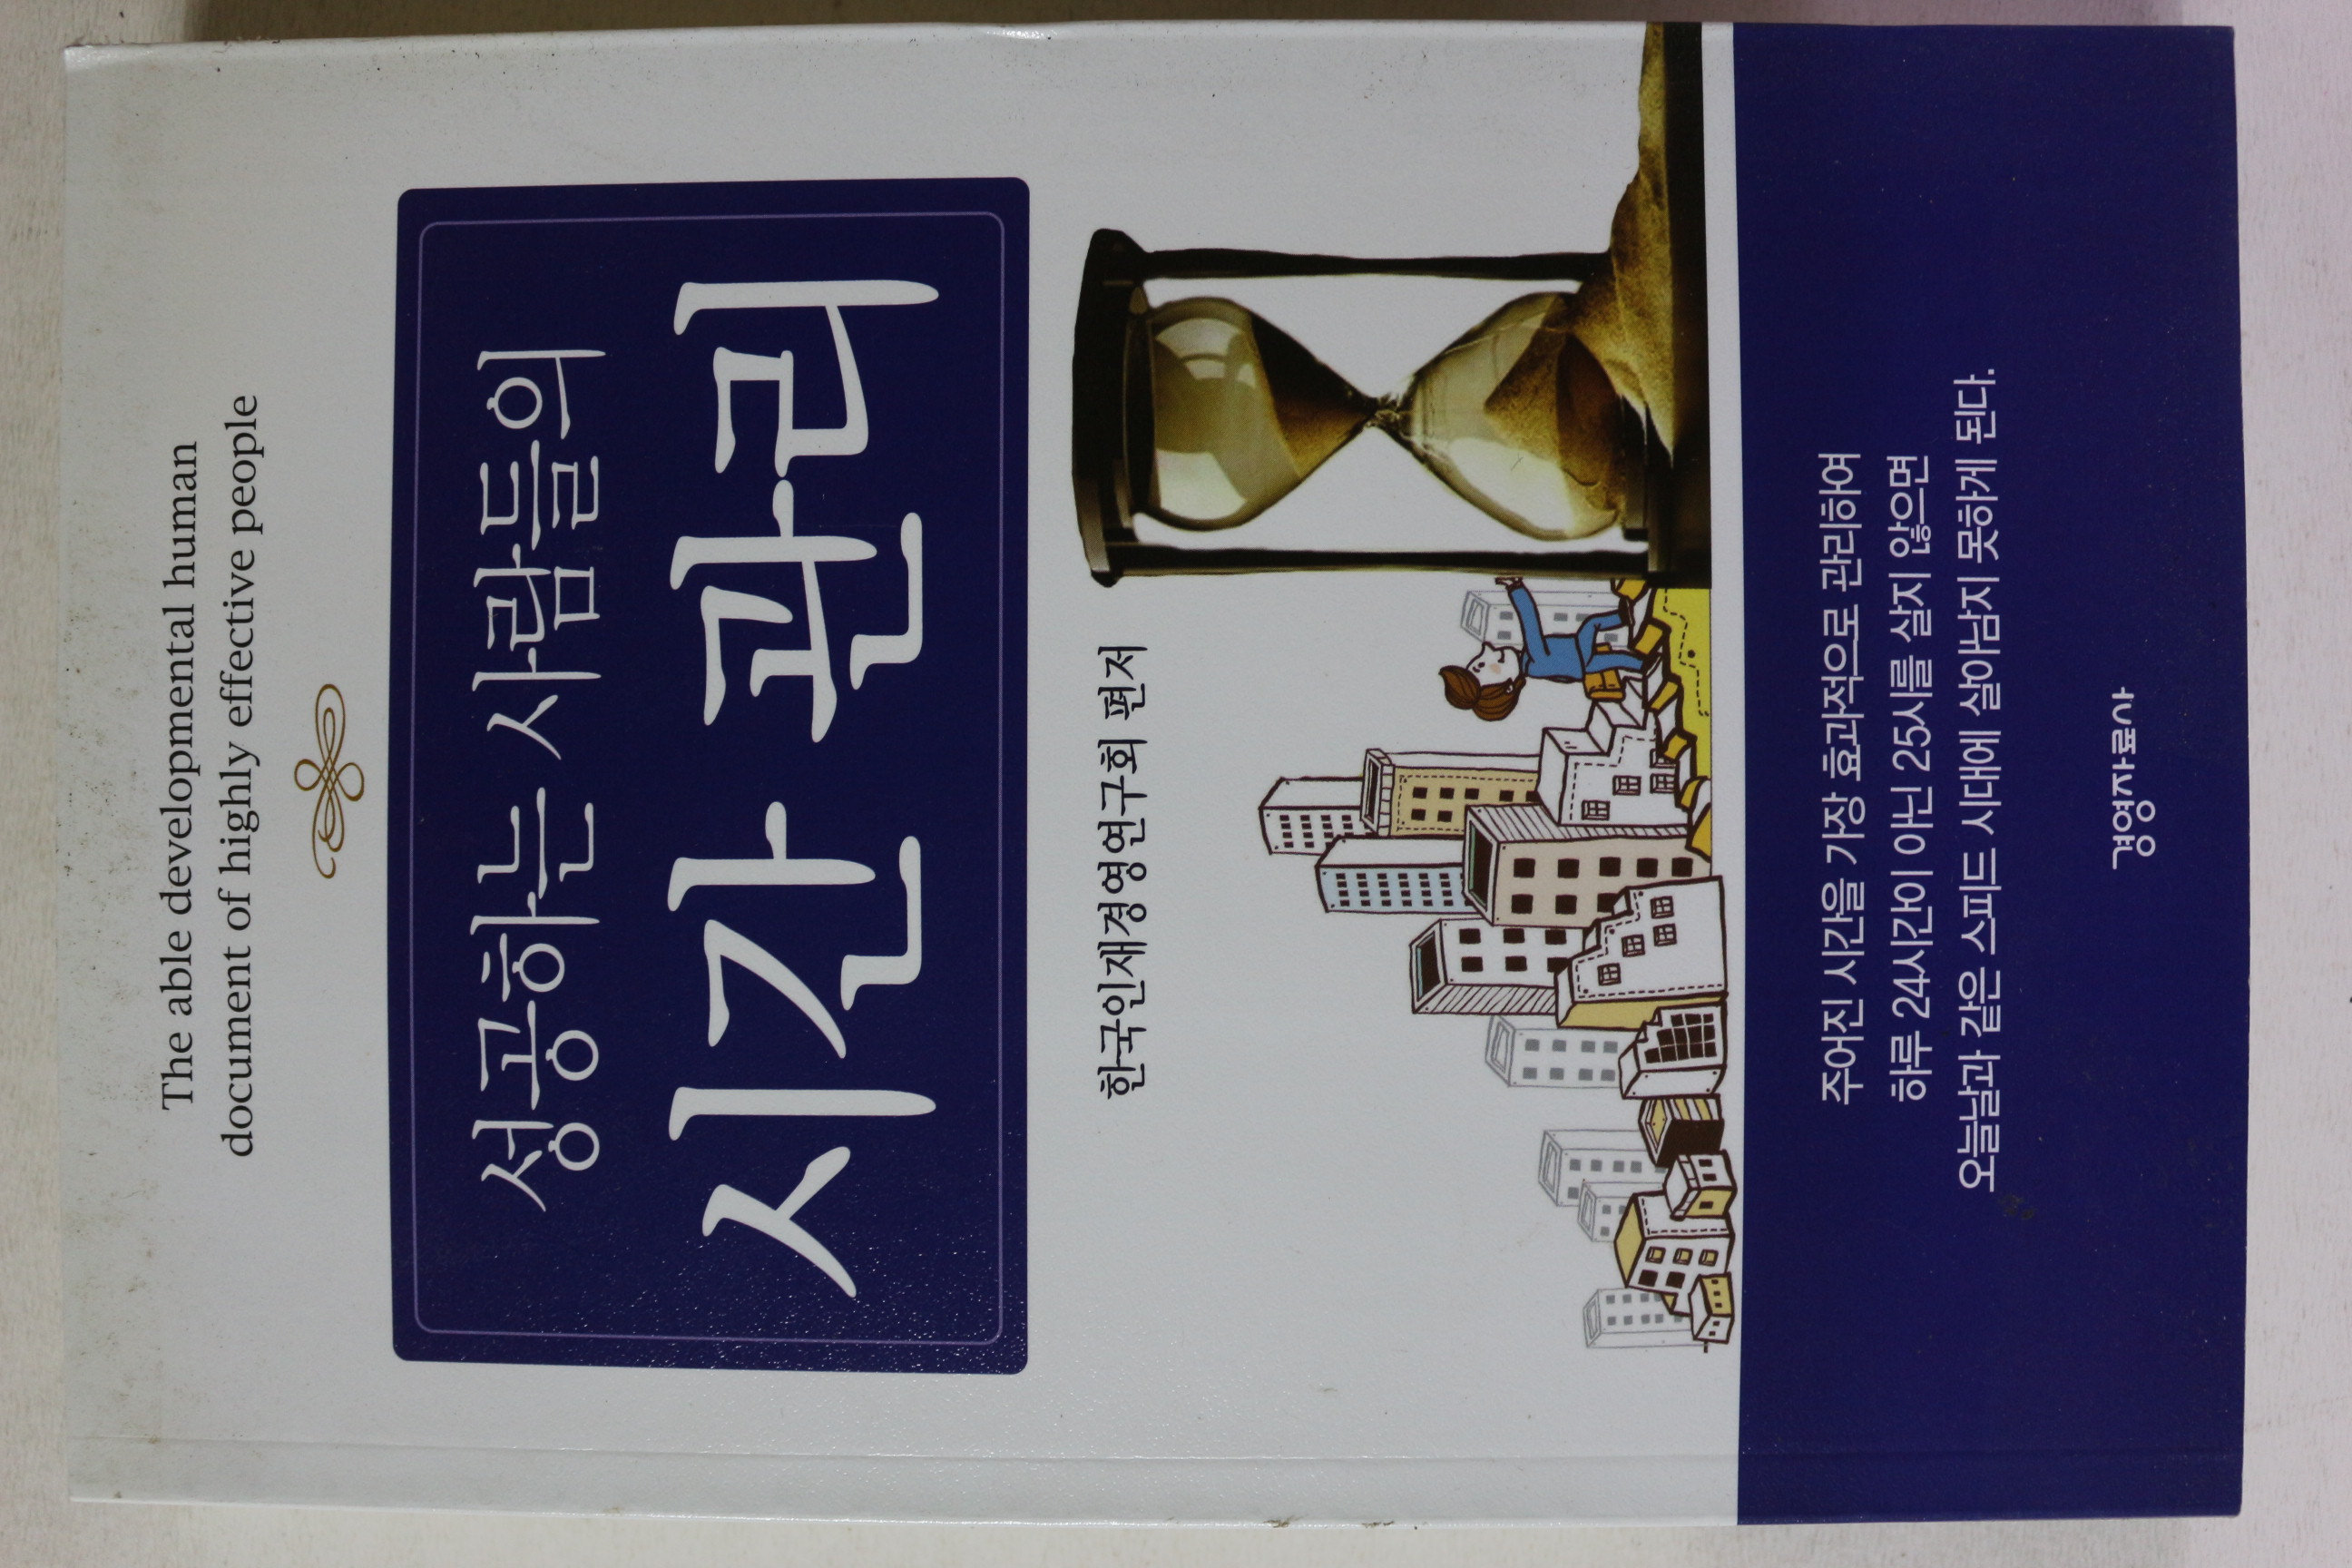 The able developmental human
document of highly effective people
성공하는 사람들의
시간 관리
한국인재경영연구회 편저
주어진 시간을 가장 효과적으로 관리하여
하루 24시간이 아닌 25시를 살지 않으면
오늘날과 같은 스피드 시대에 살아남지 못하게 된다.
경영자료사